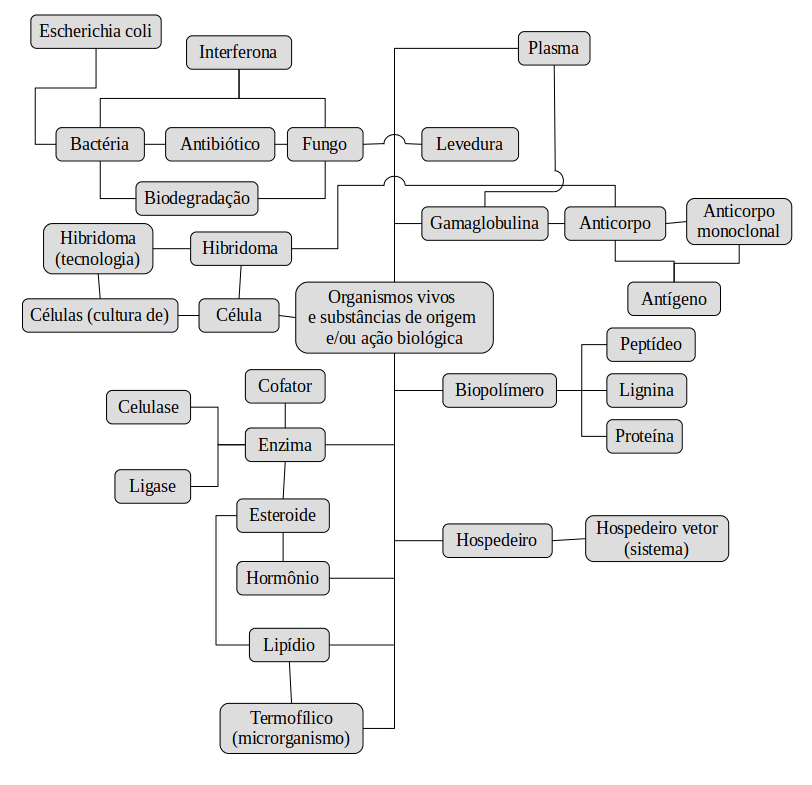 Escherichia coli
Interferona
Plasma
Bactéria
Antibiótico
Fungo
Levedura
Biodegradação
Gamaglobulina
Anticorpo
Anticorpo
monoclonal
Hibridoma
(tecnologia)
Hibridoma
Antígeno
Células (cultura de)
Célula
Organismos vivos
e substâncias de origem
e/ou ação biológica
Peptídeo
Biopolímero
Lignina
Proteína
Cofator
Celulase
Enzima
Ligase
Esteroide
Hormônio
Hospedeiro
Hospedeiro vetor
(sistema)
Lipídio
Termofílico
(microrganismo)